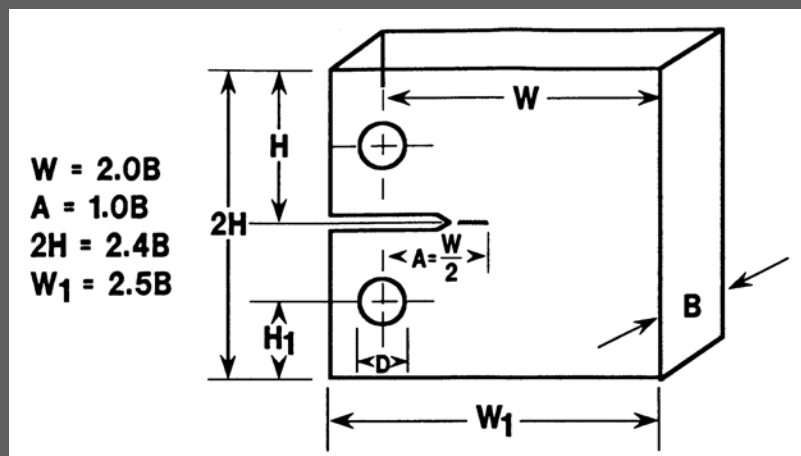 W = 2.0B
A = 1.0B
2H = 2.4B
W₁ = 2.5B
2H
H
H₁
W
A = W/2
D
B
W₁